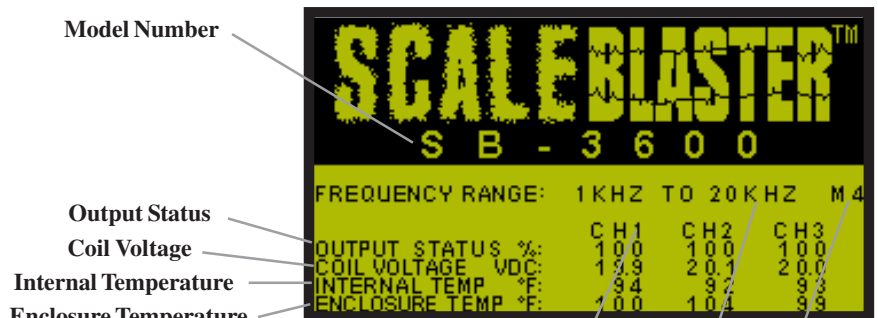 Model Number
SCALEBLASTER™
SB-3600
FREQUENCY RANGE: 1KHZ TO 20KHZ M4
CH1 CH2 CH3
Output Status
OUTPUT STATUS %: 100 100 100
Coil Voltage
COIL VOLTAGE VDC: 19.9 20.1 20.0
Internal Temperature
INTERNAL TEMP °F: 94 92 93
Enclosure Temperature
ENCLOSURE TEMP °F: 100 104 99